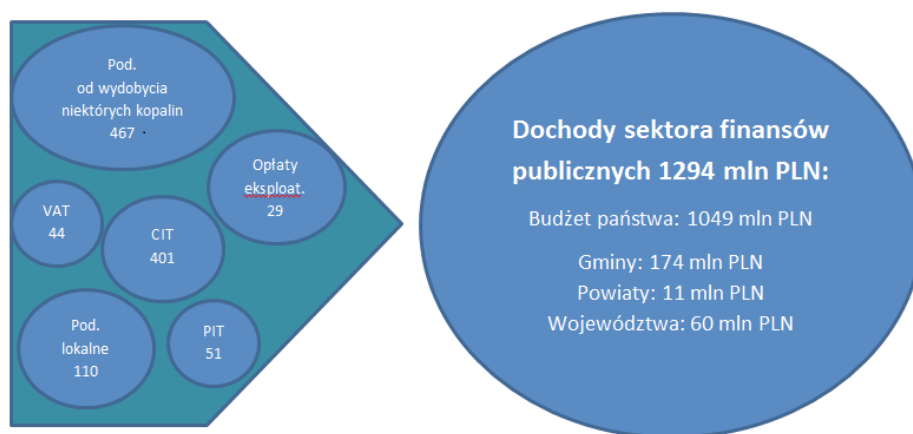 Pod.
od wydobycia
niektórych kopalin
467
Opłaty
eksploat.
29
VAT
44
CIT
401
Pod.
lokalne
110
PIT
51
Dochody sektora finansów
publicznych 1294 mln PLN:
Budżet państwa: 1049 mln PLN
Gminy: 174 mln PLN
Powiaty: 11 mln PLN
Województwa: 60 mln PLN